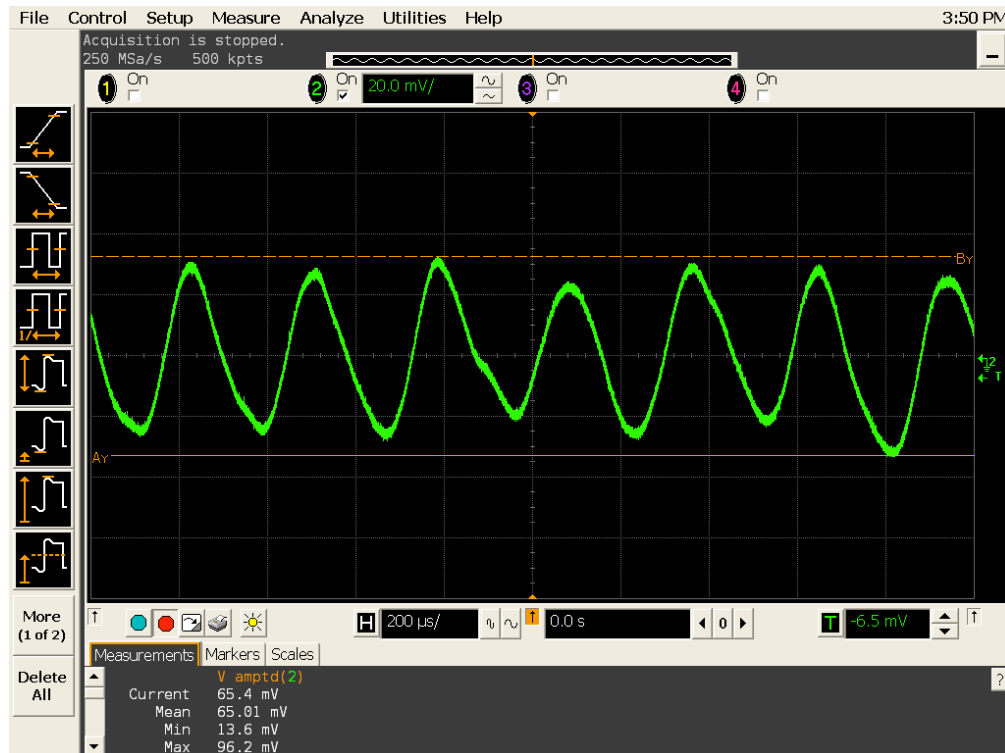 File Control Setup Measure Analyze Utilities Help 3:50 PM
Acquisition is stopped.
250 MSa/s 500 kpts
1 On 2 On 20.0 mV/ 3 On 4 On
By
Ay
2
T
1/
More
(1 of 2)
Delete
All
H 200 µs/ 0.0 s 0 T -6.5 mV
Measurements Markers Scales
?
V amptd(2)
Current 65.4 mV
Mean 65.01 mV
Min 13.6 mV
Max 96.2 mV